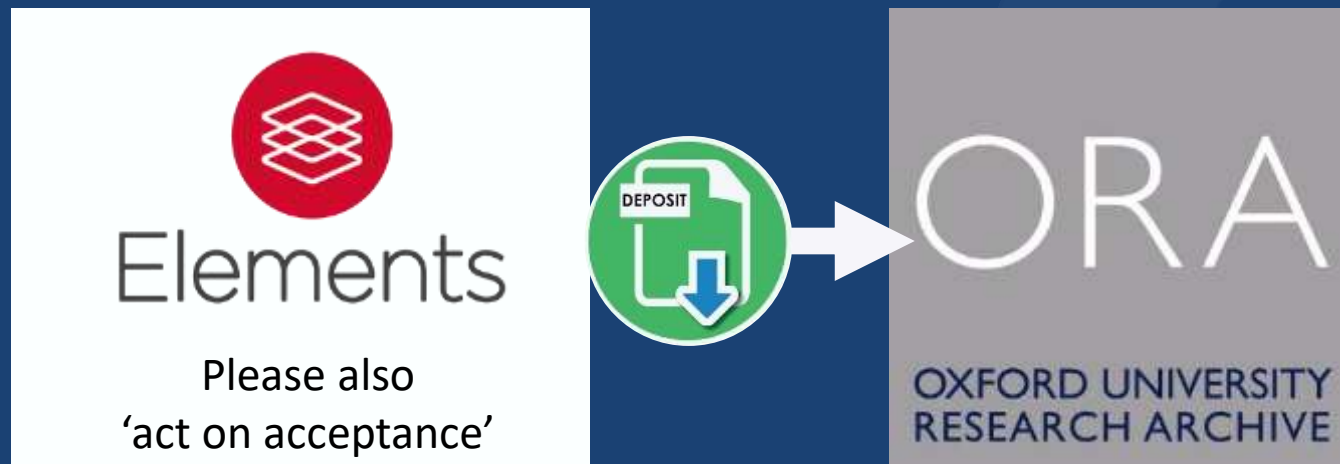 Elements
Please also
‘act on acceptance’
DEPOSIT
ORA
OXFORD UNIVERSITY
RESEARCH ARCHIVE